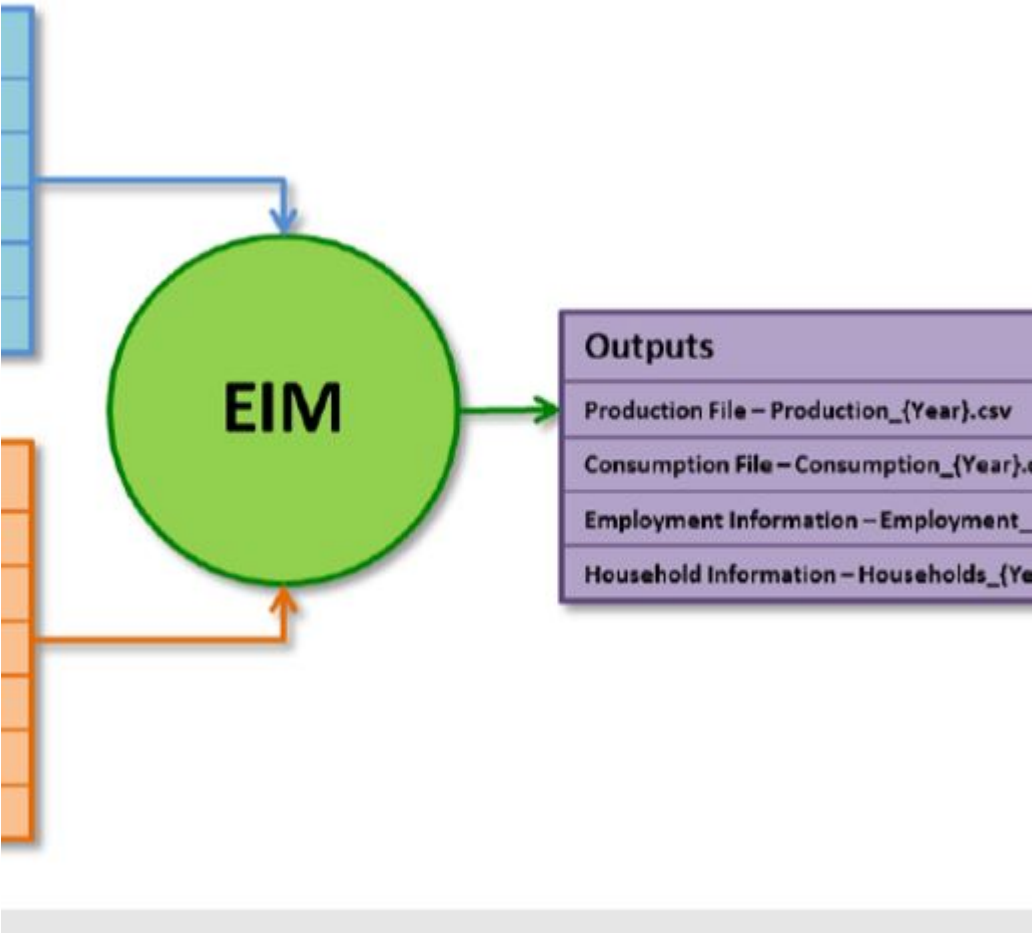 EIM
Outputs
Production File – Production_{Year}.csv
Consumption File – Consumption_{Year}.
Employment Information – Employment_
Household Information – Households_{Ye